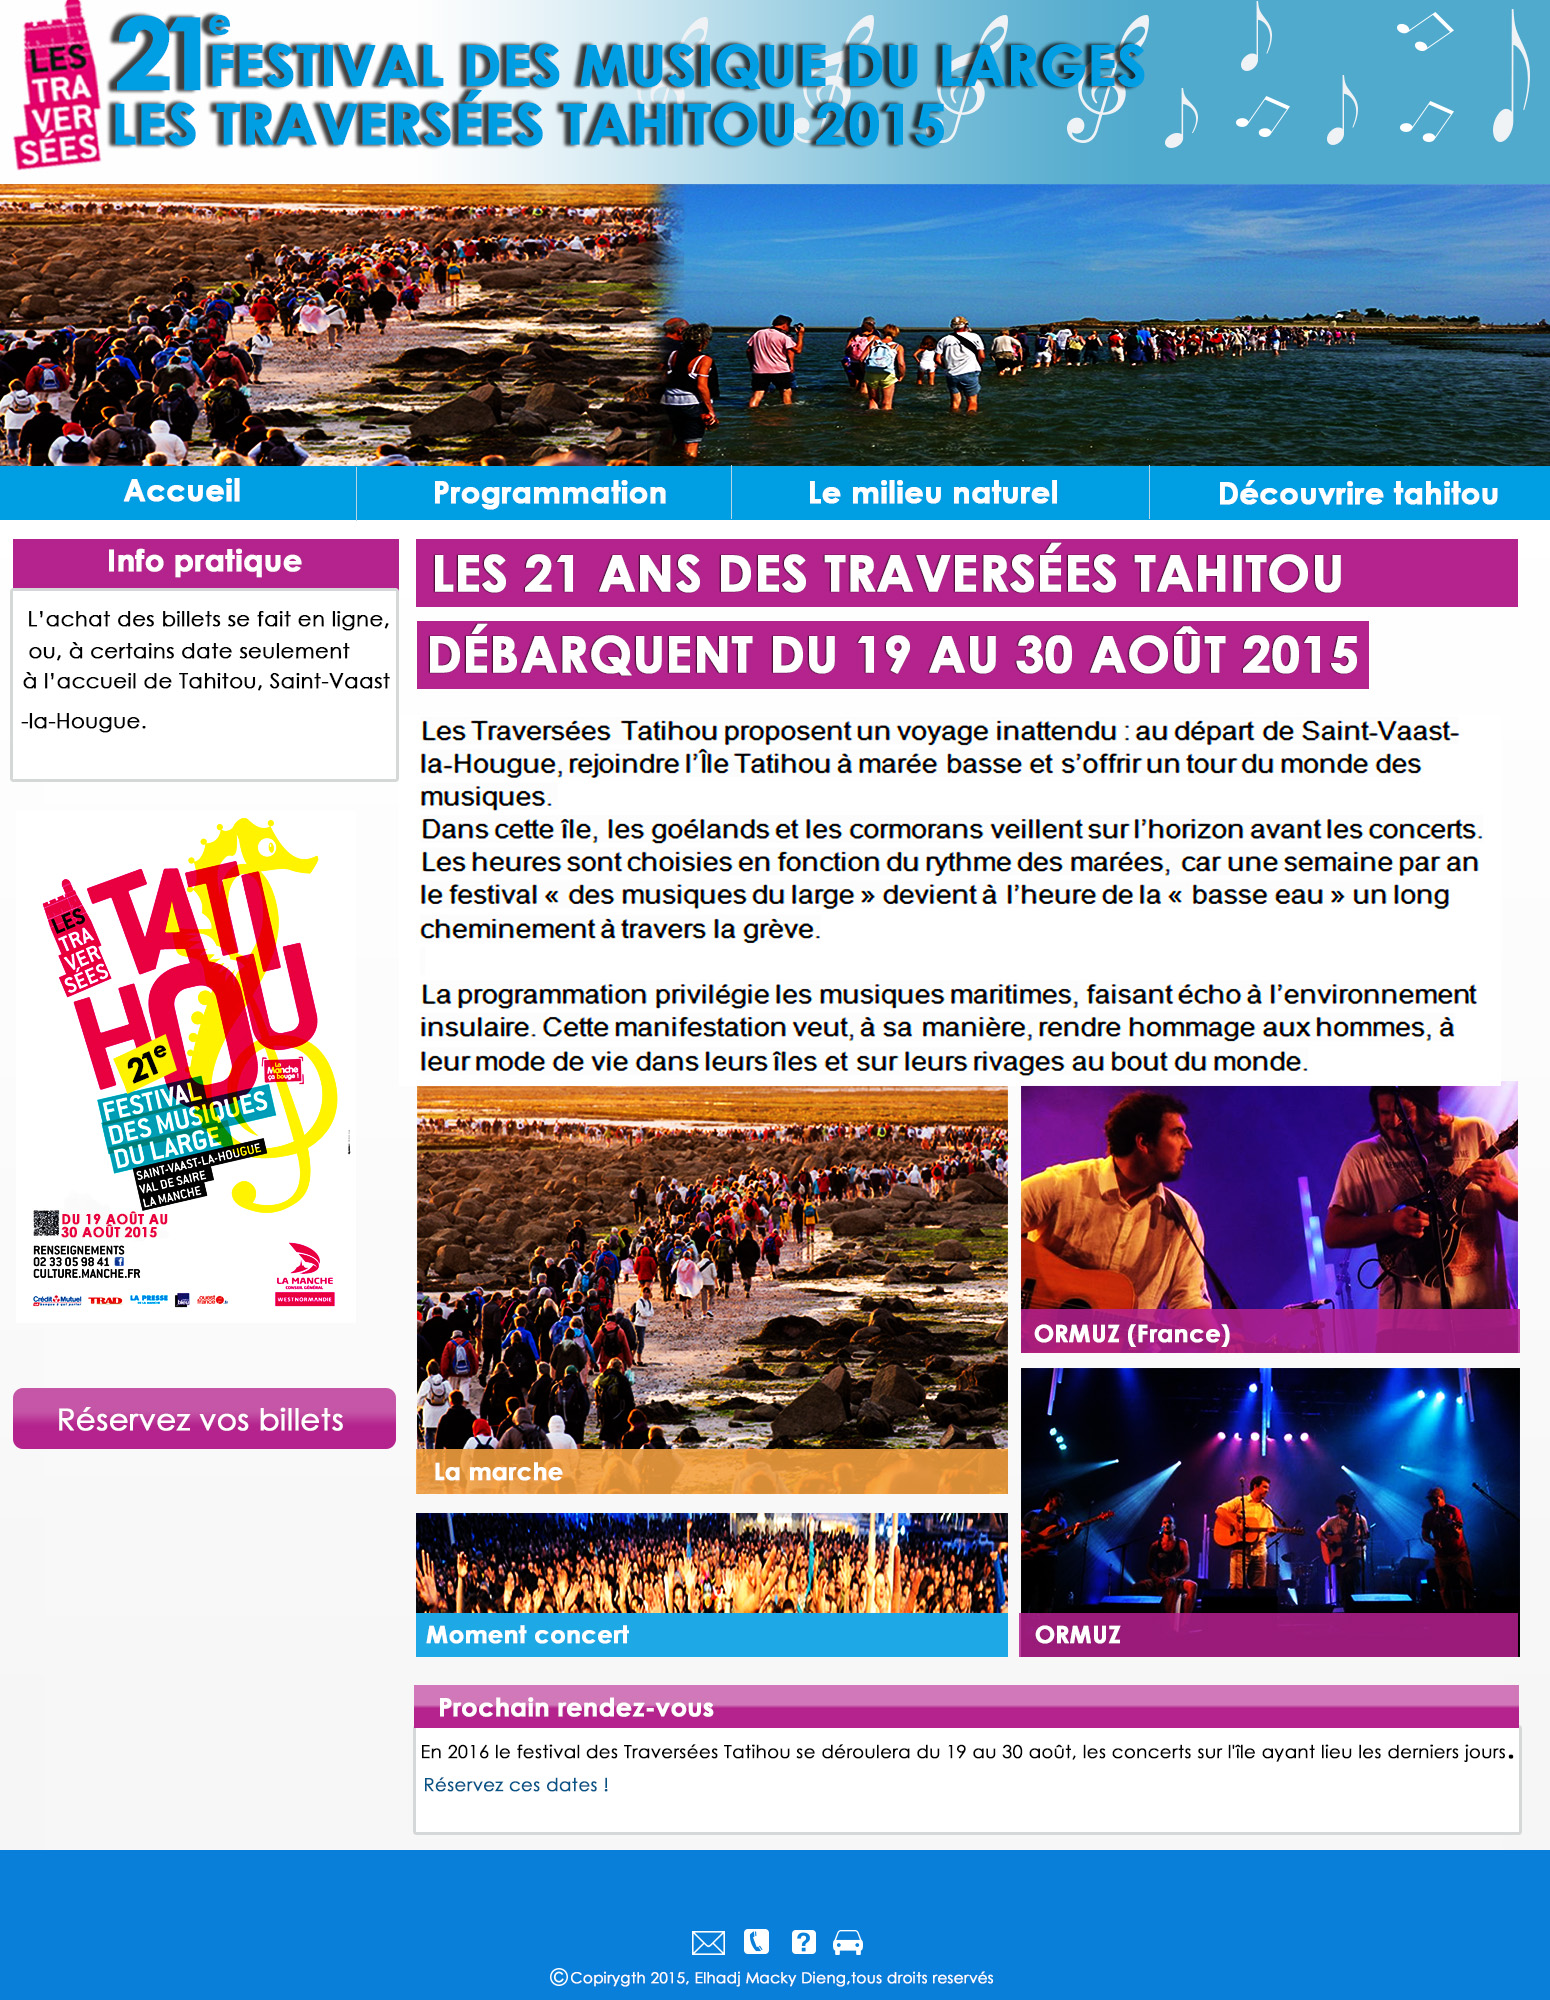 LES
TRA
VER
SÉES
21e FESTIVAL DES MUSIQUE DU LARGES
LES TRAVERSÉES TAHITOU 2015
Accueil
Programmation
Le milieu naturel
Découvrire tahitou
Info pratique
L'achat des billets se fait en ligne,
ou, à certains date seulement
à l'accueil de Tahitou, Saint-Vaast
-la-Hougue.
LES
TRA
VER
SÉES
TATI
HOU
21e
La Manche
ça bouge !
FESTIVAL
DES MUSIQUES
DU LARGE
SAINT-VAAST-LA-HOUGUE
VAL DE SAIRE
LA MANCHE
DU 19 AOÛT AU
30 AOÛT 2015
RENSEIGNEMENTS
02 33 05 98 41
CULTURE.MANCHE.FR
LA MANCHE
CONSEIL GÉNÉRAL
WESTNORMANDIE
Crédit Mutuel
TRAD
LA PRESSE
bleu
ouest
france
Réservez vos billets
LES 21 ANS DES TRAVERSÉES TAHITOU
DÉBARQUENT DU 19 AU 30 AOÛT 2015
Les Traversées Tatihou proposent un voyage inattendu : au départ de Saint-Vaast-
la-Hougue, rejoindre l'Île Tatihou à marée basse et s'offrir un tour du monde des
musiques.
Dans cette île, les goélands et les cormorans veillent sur l'horizon avant les concerts.
Les heures sont choisies en fonction du rythme des marées, car une semaine par an
le festival « des musiques du large » devient à l'heure de la « basse eau » un long
cheminement à travers la grève.
La programmation privilégie les musiques maritimes, faisant écho à l'environnement
insulaire. Cette manifestation veut, à sa manière, rendre hommage aux hommes, à
leur mode de vie dans leurs îles et sur leurs rivages au bout du monde.
La marche
ORMUZ (France)
Moment concert
ORMUZ
Prochain rendez-vous
En 2016 le festival des Traversées Tatihou se déroulera du 19 au 30 août, les concerts sur l'île ayant lieu les derniers jours.
Réservez ces dates !
©Copirygth 2015, Elhadj Macky Dieng,tous droits reservés